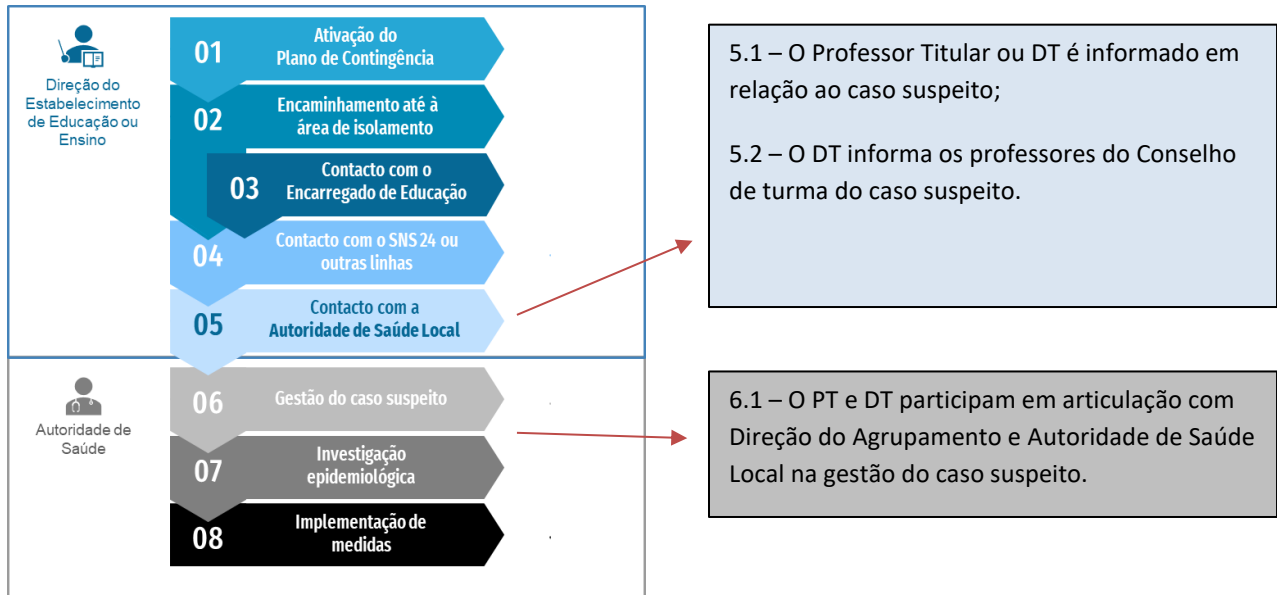 Direção do
Estabelecimento
de Educação ou
Ensino
01
Ativação do
Plano de Contingência
02
Encaminhamento até à
área de isolamento
03
Contacto com o
Encarregado de Educação
04
Contacto com o SNS 24 ou
outras linhas
05
Contacto com a
Autoridade de Saúde Local
5.1 – O Professor Titular ou DT é informado em
relação ao caso suspeito;
5.2 – O DT informa os professores do Conselho
de turma do caso suspeito.
Autoridade de
Saúde
06
Gestão do caso suspeito
07
Investigação
epidemiológica
08
Implementação de
medidas
6.1 – O PT e DT participam em articulação com
Direção do Agrupamento e Autoridade de Saúde
Local na gestão do caso suspeito.